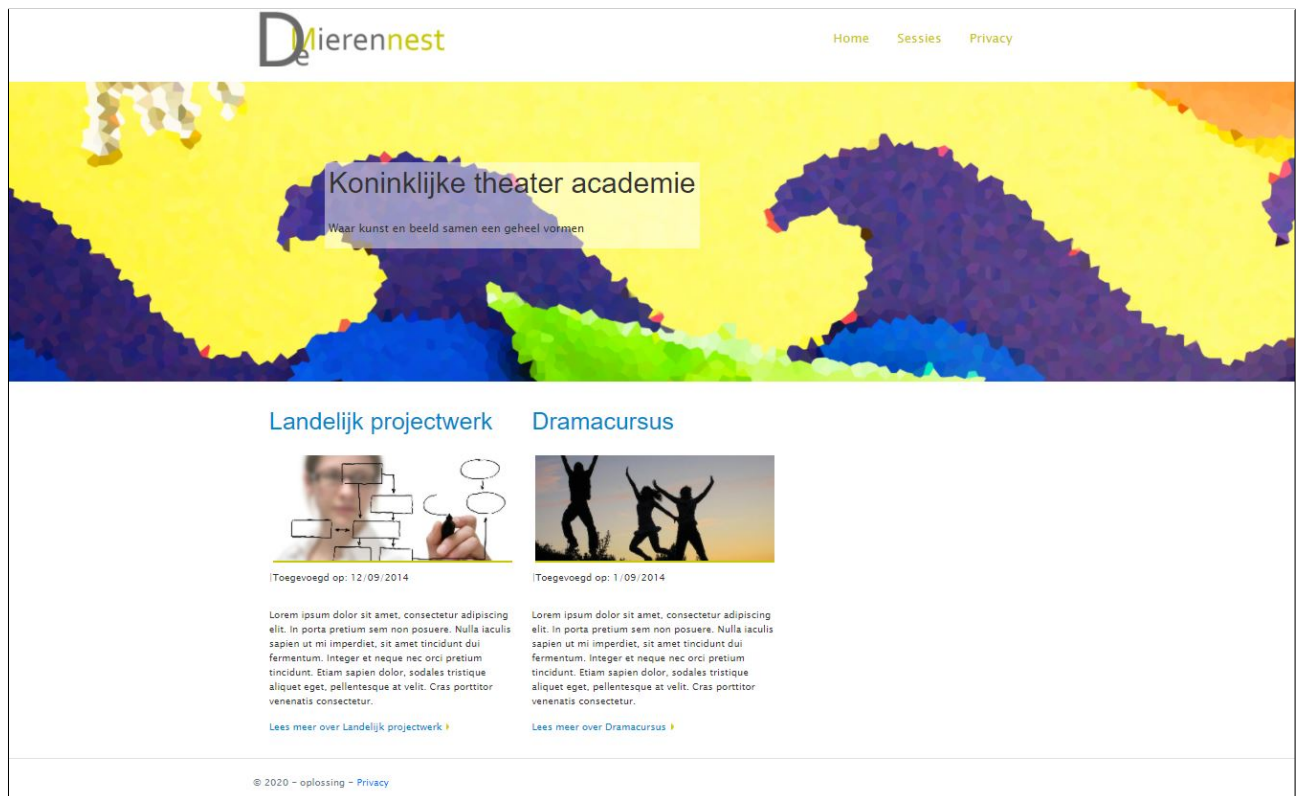 De Mierennest
Home Sessies Privacy
Koninklijke theater academie
Waar kunst en beeld samen een geheel vormen
Landelijk projectwerk
|Toegevoegd op: 12/09/2014
Lorem ipsum dolor sit amet, consectetur adipiscing
elit. In porta pretium sem non posuere. Nulla iaculis
sapien ut mi imperdiet, sit amet tincidunt dui
fermentum. Integer et neque nec orci pretium
tincidunt. Etiam sapien dolor, sodales tristique
aliquet eget, pellentesque at velit. Cras porttitor
venenatis consectetur.
Lees meer over Landelijk projectwerk
Dramacursus
|Toegevoegd op: 1/09/2014
Lorem ipsum dolor sit amet, consectetur adipiscing
elit. In porta pretium sem non posuere. Nulla iaculis
sapien ut mi imperdiet, sit amet tincidunt dui
fermentum. Integer et neque nec orci pretium
tincidunt. Etiam sapien dolor, sodales tristique
aliquet eget, pellentesque at velit. Cras porttitor
venenatis consectetur.
Lees meer over Dramacursus
© 2020 - oplossing - Privacy